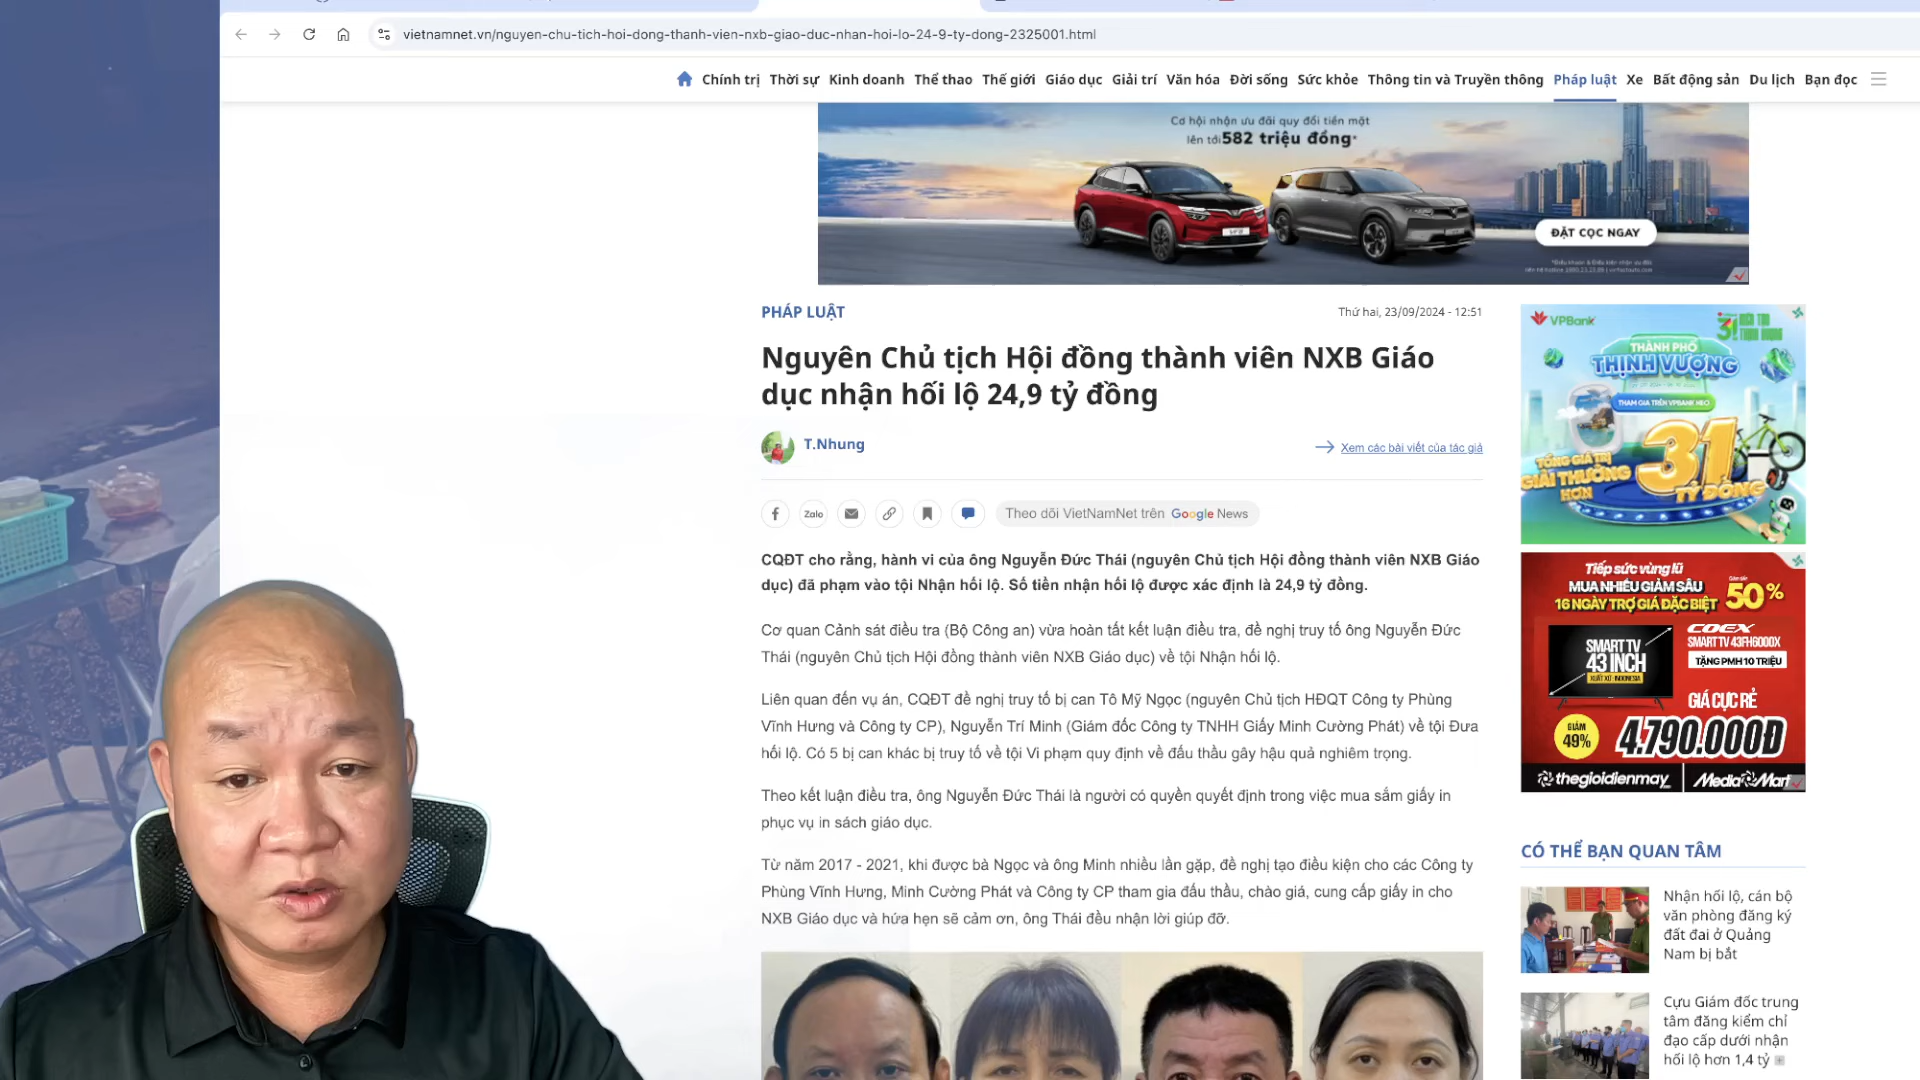 vietnamnet.vn/nguyen-chu-tich-hoi-dong-thanh-vien-nxb-giao-duc-nhan-hoi-lo-24-9-ty-dong-2325001.html
Chính trị Thời sự Kinh doanh Thể thao Thế giới Giáo dục Giải trí Văn hóa Đời sống Sức khỏe Thông tin và Truyền thông Pháp luật Xe Bất động sản Du lịch Bạn đọc
Cơ hội nhận ưu đãi quy đổi tiền mặt
lên tới 582 triệu đồng*
ĐẶT CỌC NGAY
PHÁP LUẬT
Thứ hai, 23/09/2024 - 12:51
Nguyên Chủ tịch Hội đồng thành viên NXB Giáo
dục nhận hối lộ 24,9 tỷ đồng
T.Nhung
Xem các bài viết của tác giả
Zalo
Theo dõi VietNamNet trên Google News
CQĐT cho rằng, hành vi của ông Nguyễn Đức Thái (nguyên Chủ tịch Hội đồng thành viên NXB Giáo
dục) đã phạm vào tội Nhận hối lộ. Số tiền nhận hối lộ được xác định là 24,9 tỷ đồng.
Cơ quan Cảnh sát điều tra (Bộ Công an) vừa hoàn tất kết luận điều tra, đề nghị truy tố ông Nguyễn Đức
Thái (nguyên Chủ tịch Hội đồng thành viên NXB Giáo dục) về tội Nhận hối lộ.
Liên quan đến vụ án, CQĐT đề nghị truy tố bị can Tô Mỹ Ngọc (nguyên Chủ tịch HĐQT Công ty Phùng
Vĩnh Hưng và Công ty CP), Nguyễn Trí Minh (Giám đốc Công ty TNHH Giấy Minh Cường Phát) về tội Đưa
hối lộ. Có 5 bị can khác bị truy tố về tội Vi phạm quy định về đấu thầu gây hậu quả nghiêm trọng.
Theo kết luận điều tra, ông Nguyễn Đức Thái là người có quyền quyết định trong việc mua sắm giấy in
phục vụ in sách giáo dục.
Từ năm 2017 - 2021, khi được bà Ngọc và ông Minh nhiều lần gặp, đề nghị tạo điều kiện cho các Công ty
Phùng Vĩnh Hưng, Minh Cường Phát và Công ty CP tham gia đấu thầu, chào giá, cung cấp giấy in cho
NXB Giáo dục và hứa hẹn sẽ cảm ơn, ông Thái đều nhận lời giúp đỡ.
VPBank
THÀNH PHỐ
THỊNH VƯỢNG
THAM GIA TRÊN VPBANK NEO
TỔNG GIÁ TRỊ
GIẢI THƯỞNG
HƠN
31
TỶ ĐỒNG
Tiếp sức vùng lũ
MUA NHIỀU GIẢM SÂU
16 NGÀY TRỢ GIÁ ĐẶC BIỆT
50%
COEX
SMART TV 43FH6000X
TẶNG PMH 10 TRIỆU
SMART TV
43 INCH
XUẤT XỨ: INDONESIA
GIÁ CỰC RẺ
GIẢM
49%
4.790.000Đ
thegioidienmay
MediaMart
CÓ THỂ BẠN QUAN TÂM
Nhận hối lộ, cán bộ
văn phòng đăng ký
đất đai ở Quảng
Nam bị bắt
Cựu Giám đốc trung
tâm đăng kiểm chỉ
đạo cấp dưới nhận
hối lộ hơn 1,4 tỷ